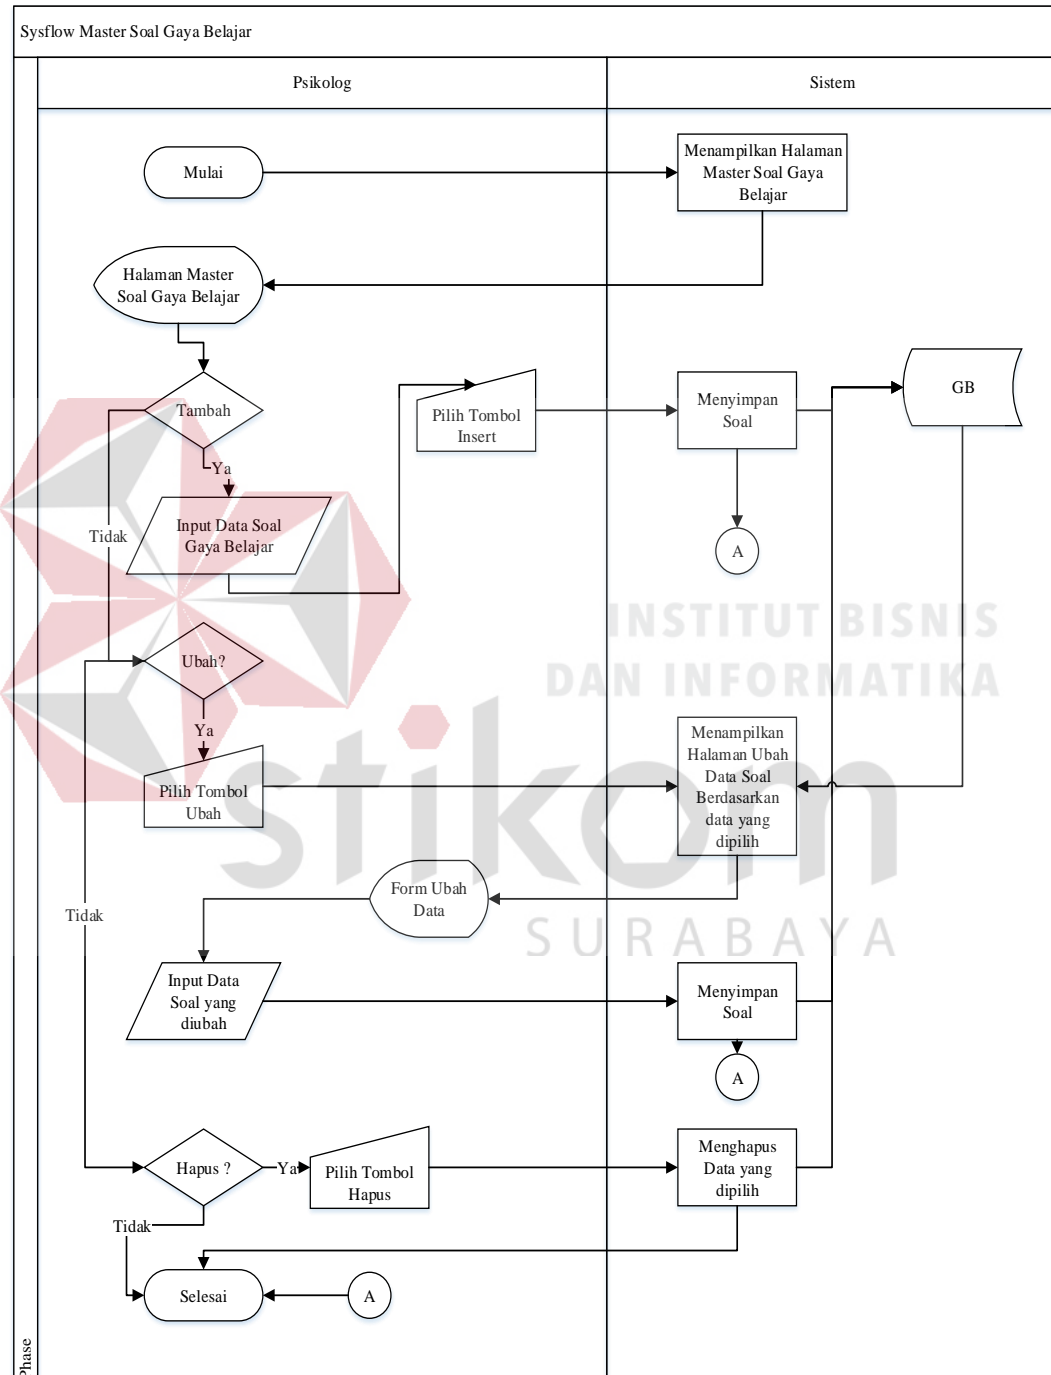 Sysflow Master Soal Gaya Belajar
Psikolog
Sistem
Mulai
Menampilkan Halaman
Master Soal Gaya
Belajar
Halaman Master
Soal Gaya Belajar
Tambah
Pilih Tombol
Insert
Menyimpan
Soal
GB
Ya
Input Data Soal
Gaya Belajar
Tidak
A
INSTITUT BISNIS
DAN INFORMATIKA
Ubah?
Ya
Pilih Tombol
Ubah
Menampilkan
Halaman Ubah
Data Soal
Berdasarkan
data yang
dipilih
stikom
SURABAYA
Form Ubah
Data
Tidak
Input Data
Soal yang
diubah
Menyimpan
Soal
A
Hapus ?
Ya
Pilih Tombol
Hapus
Menghapus
Data yang
dipilih
Tidak
Selesai
A
Phase